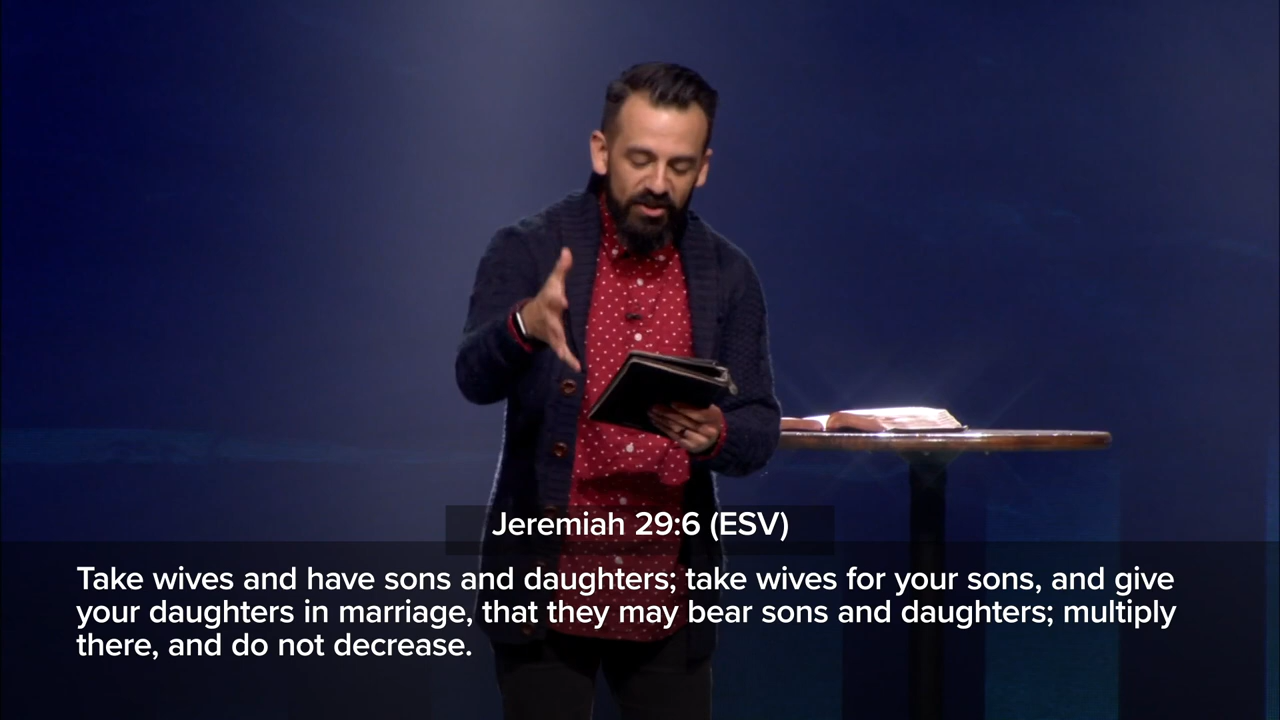 Jeremiah 29:6 (ESV)
Take wives and have sons and daughters; take wives for your sons, and give
your daughters in marriage, that they may bear sons and daughters; multiply
there, and do not decrease.